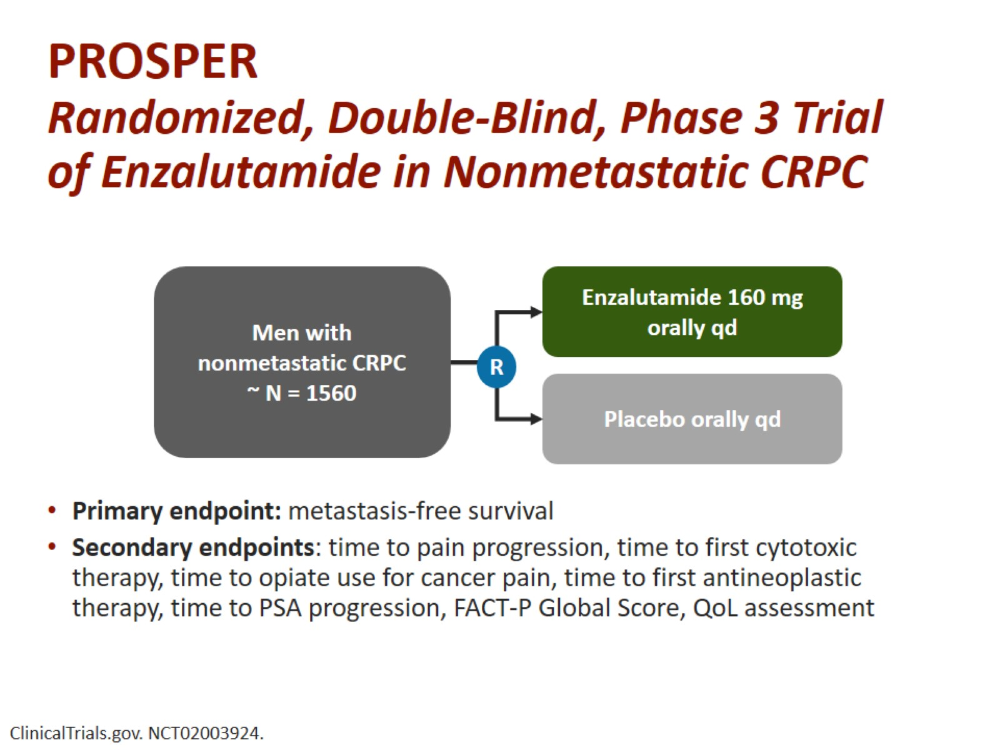 PROSPER
Randomized, Double-Blind, Phase 3 Trial
of Enzalutamide in Nonmetastatic CRPC
Men with
nonmetastatic CRPC
~ N = 1560
R
Enzalutamide 160 mg
orally qd
Placebo orally qd
• Primary endpoint: metastasis-free survival
• Secondary endpoints: time to pain progression, time to first cytotoxic
therapy, time to opiate use for cancer pain, time to first antineoplastic
therapy, time to PSA progression, FACT-P Global Score, QoL assessment
ClinicalTrials.gov. NCT02003924.